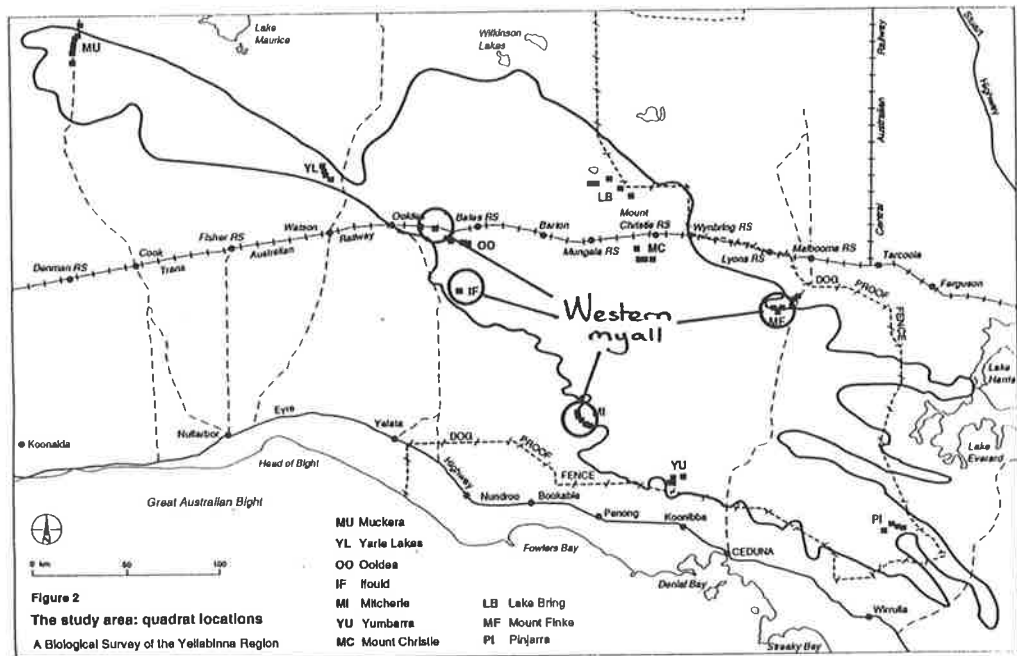 Lake
Maurice
Wilkinson
Lakes
Stuart
Highway
Railway
Australian
Central
MU
YL
LB
Ooldea
Bates RS
Barton
Mount
Christie RS
Wynbring RS
Watson
Fisher RS
Cook
Denman RS
Trans
Australian
Railway
OO
Mungala RS
MC
Lyons RS
Malbooma RS
Tarcoola
Ferguson
IF
DOG
PROOF
FENCE
MF
Western
myall
Lake
Harris
Lake
Everard
Eyre
Highway
Koonalda
Nullarbor
Yalata
Head of Bight
DOG
PROOF
FENCE
YU
Great Australian Bight
Nundroo
Bookabie
Penong
Koonibba
PI
Fowlers Bay
CEDUNA
Denial Bay
Wirrulla
Streaky Bay
0 km
50
100
MU Muckera
YL Yarle Lakes
OO Ooldea
IF Ifould
MI Mitcherie
YU Yumbarra
MC Mount Christie
LB Lake Bring
MF Mount Finke
PI Pinjarra
Figure 2
The study area: quadrat locations
A Biological Survey of the Yellabinna Region